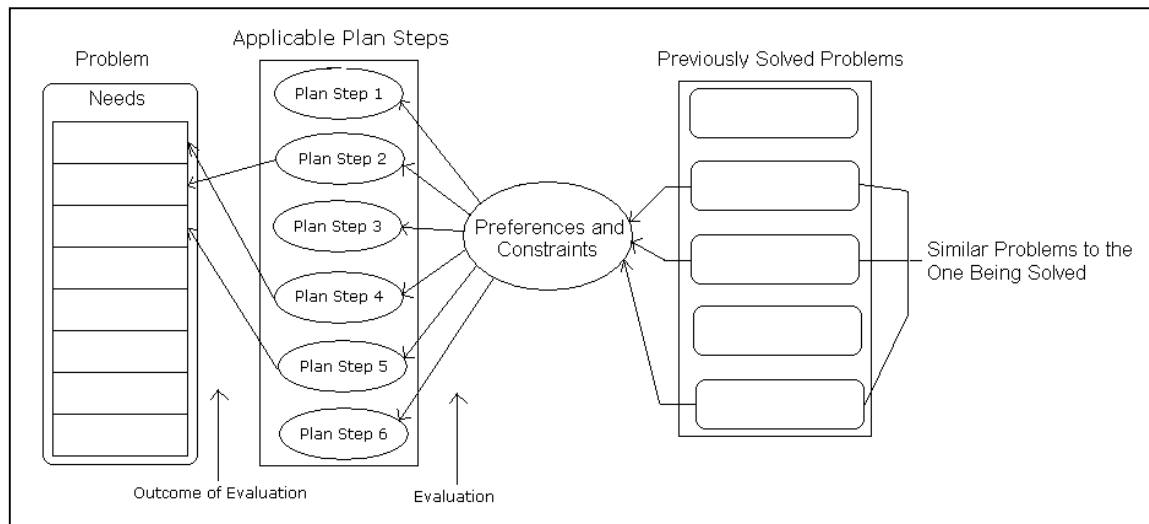 Problem
Needs
Applicable Plan Steps
Plan Step 1
Plan Step 2
Plan Step 3
Plan Step 4
Plan Step 5
Plan Step 6
Outcome of Evaluation
Evaluation
Preferences and
Constraints
Previously Solved Problems
Similar Problems to the
One Being Solved